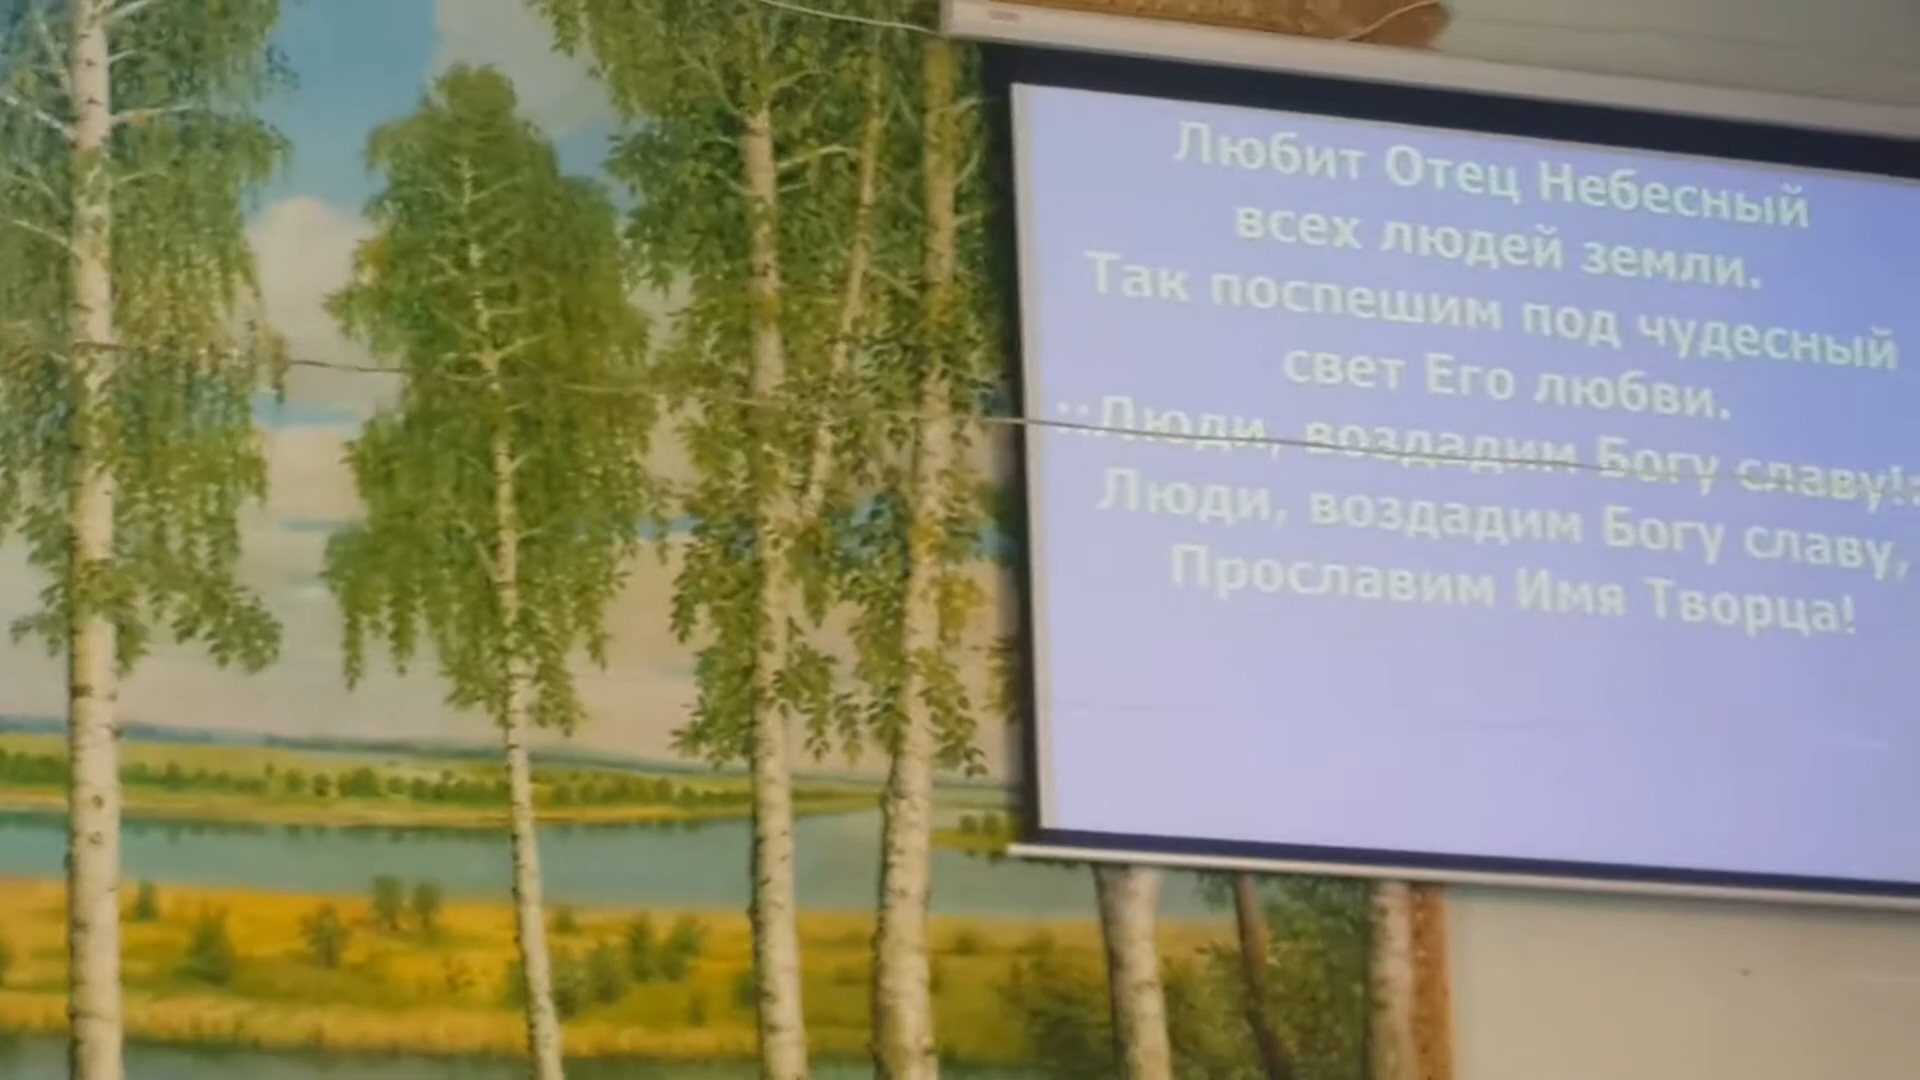 Любит Отец Небесный
всех людей земли.
Так поспешим под чудесный
свет Его любви.
:Люди, воздадим Богу славу!:
Люди, воздадим Богу славу,
Прославим Имя Творца!